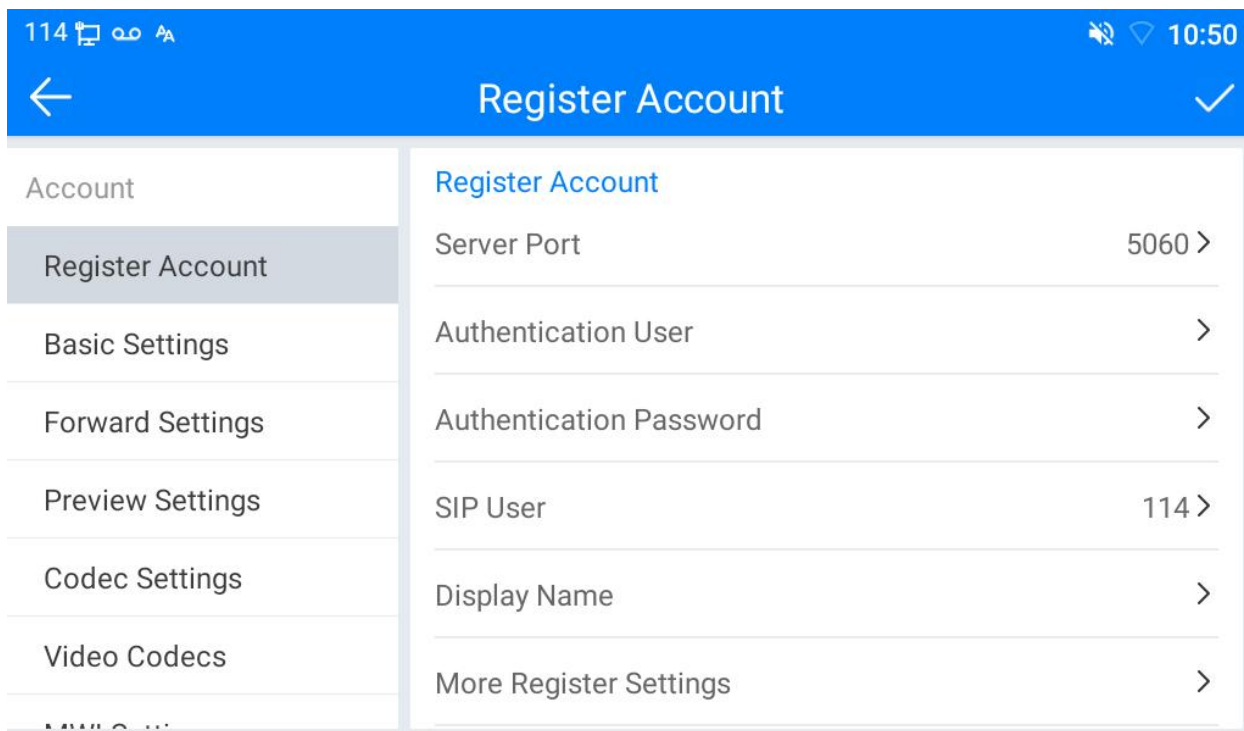 114 10:50
Register Account
Account
Register Account
Basic Settings
Forward Settings
Preview Settings
Codec Settings
Video Codecs
Register Account
Server Port 5060
Authentication User
Authentication Password
SIP User 114
Display Name
More Register Settings